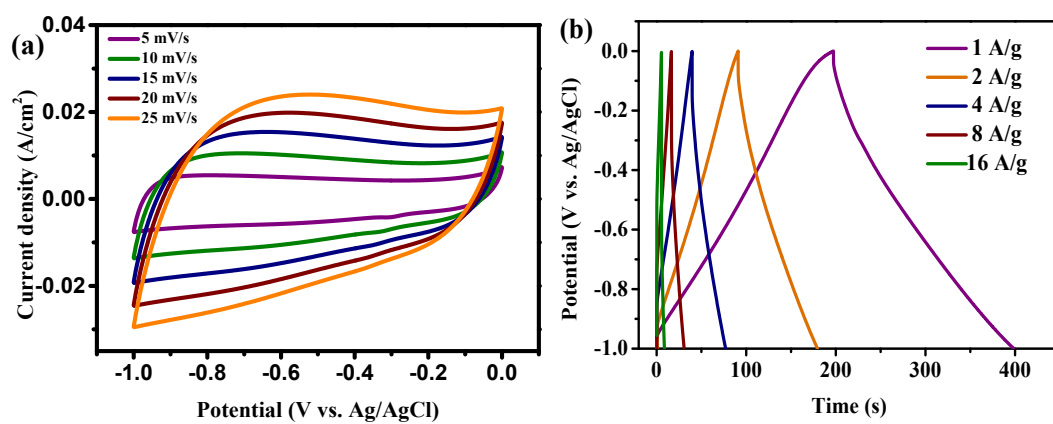 (a)
5 mV/s
10 mV/s
15 mV/s
20 mV/s
25 mV/s
0.04
0.02
0.00
-0.02
Current density (A/cm²)
-1.0 -0.8 -0.6 -0.4 -0.2 0.0
Potential (V vs. Ag/AgCl)
(b)
1 A/g
2 A/g
4 A/g
8 A/g
16 A/g
0.0
-0.2
-0.4
-0.6
-0.8
-1.0
Potential (V vs. Ag/AgCl)
0 100 200 300 400
Time (s)